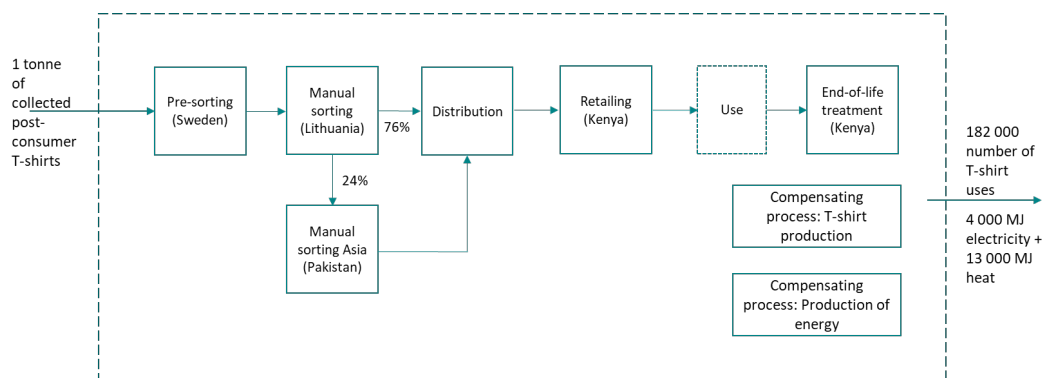 1 tonne
of
collected
post-
consumer
T-shirts
Pre-sorting
(Sweden)
Manual
sorting
(Lithuania)
76%
Distribution
Retailing
(Kenya)
Use
End-of-life
treatment
(Kenya)
24%
Manual
sorting Asia
(Pakistan)
Compensating
process: T-shirt
production
Compensating
process: Production of
energy
182 000
number of
T-shirt
uses
4 000 MJ
electricity +
13 000 MJ
heat